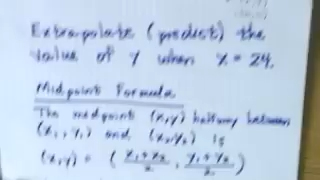 Extrapolate (predict) the
value of y when x = 24.
Midpoint Formula
The midpoint (x,y) halfway between
(x₁, y₁) and (x₂,y₂) is
(x,y) = ( x₁+x₂/2 , y₁+y₂/2 )